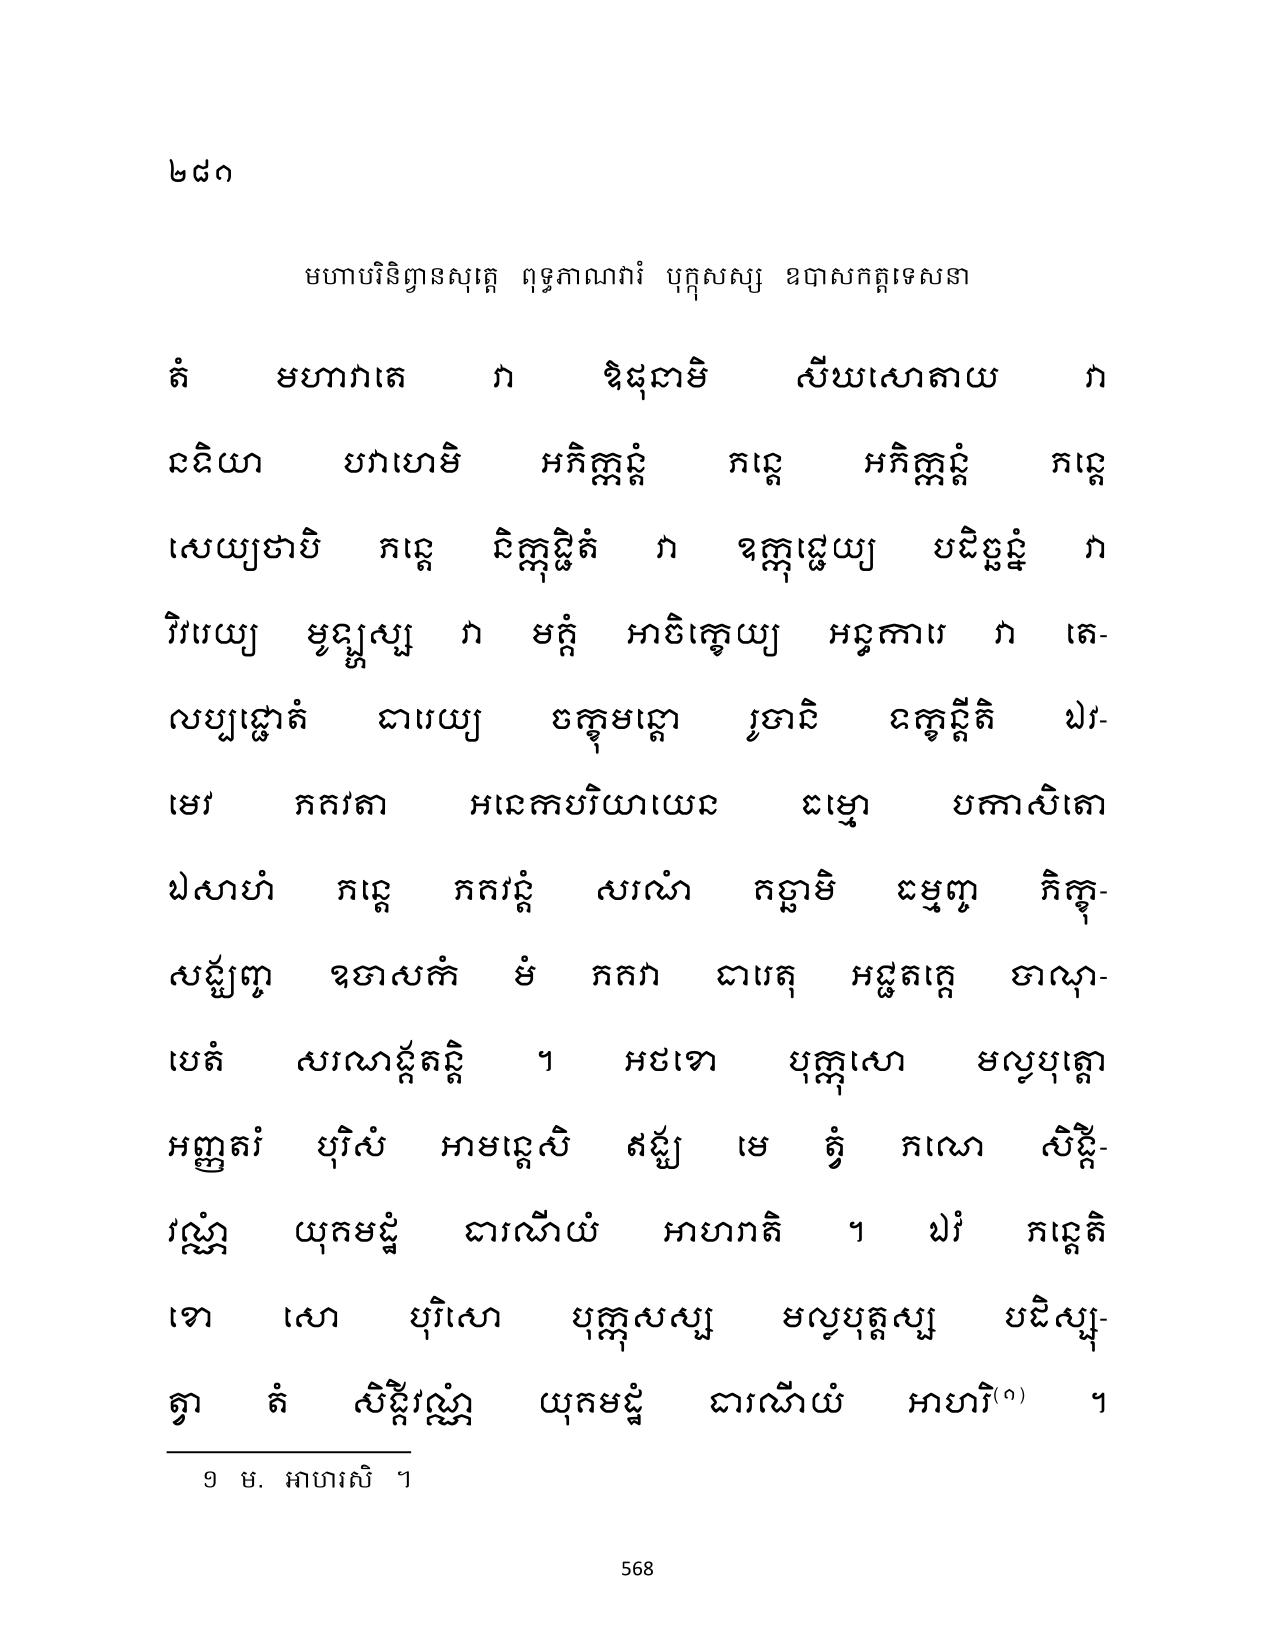 ២៨១
មហាបរិនិព្វានសុត្តេ ពុទ្ធភាណវារំ បុក្កុសស្ស ឧបាសកត្តទេសនា
តំ មហាវាតេ វា ឱផុនាមិ សីឃសោតាយ វា
នទិយា បវាហេមិ អភិក្កន្តំ ភន្តេ អភិក្កន្តំ ភន្តេ
សេយ្យថាបិ ភន្តេ និក្កុជ្ជិតំ វា ឧក្កុជ្ជេយ្យ បដិច្ឆន្នំ វា
វិវរេយ្យ មូឡ្ហស្ស វា មគ្គំ អាចិក្ខេយ្យ អន្ធការេ វា តេ-
លប្បជ្ជោតំ ធារេយ្យ ចក្ខុមន្តោ រូបានិ ទក្ខន្តីតិ ឯវ-
មេវ ភគវតា អនេកបរិយាយេន ធម្មោ បកាសិតោ
ឯសាហំ ភន្តេ ភគវន្តំ សរណំ គច្ឆាមិ ធម្មញ្ច ភិក្ខុ-
សង្ឃញ្ច ឧបាសកំ មំ ភគវា ធារេតុ អជ្ជតគ្គេ បាណុ-
បេតំ សរណង្គតន្តិ ។ អថខោ បុក្កុសោ មល្លបុត្តោ
អញ្ញតរំ បុរិសំ អាមន្តេសិ ឥង្ឃ មេ ត្វំ ភណេ សិង្គី-
វណ្ណំ យុគមដ្ឋំ ធារណីយំ អាហរាតិ ។ ឯវំ ភន្តេតិ
ខោ សោ បុរិសោ បុក្កុសស្ស មល្លបុត្តស្ស បដិស្សុ-
ត្វា តំ សិង្គីវណ្ណំ យុគមដ្ឋំ ធារណីយំ អាហរិ(១) ។
១ ម. អាហរសិ ។
568